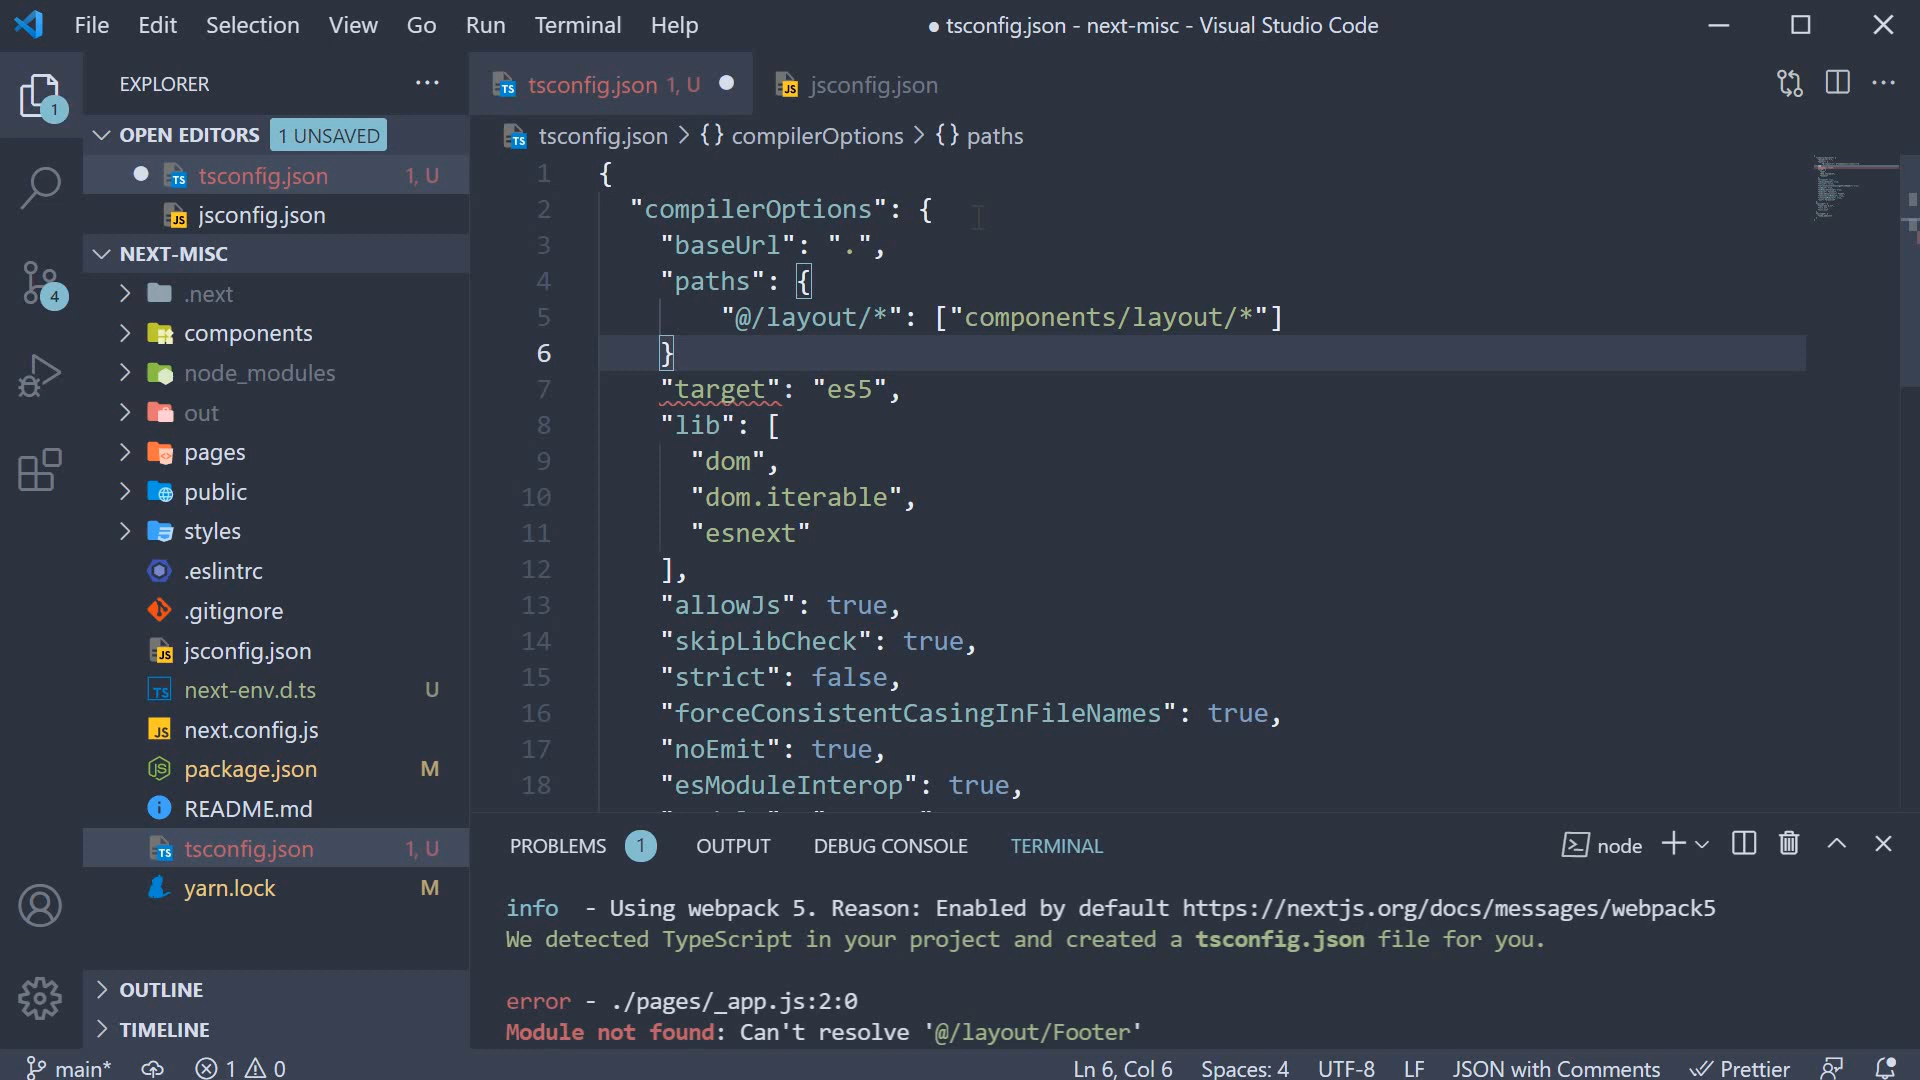 File Edit Selection View Go Run Terminal Help ● tsconfig.json - next-misc - Visual Studio Code
EXPLORER
tsconfig.json 1, U
jsconfig.json
1
OPEN EDITORS 1 UNSAVED
tsconfig.json 1, U
jsconfig.json
NEXT-MISC
.next
components
node_modules
out
pages
public
styles
.eslintrc
.gitignore
jsconfig.json
next-env.d.ts U
next.config.js
package.json M
README.md
tsconfig.json 1, U
yarn.lock M
OUTLINE
TIMELINE
4
tsconfig.json > {} compilerOptions > {} paths
1 {
2 "compilerOptions": {
3 "baseUrl": ".",
4 "paths": {
5 "@/layout/*": ["components/layout/*"]
6 }
7 "target": "es5",
8 "lib": [
9 "dom",
10 "dom.iterable",
11 "esnext"
12 ],
13 "allowJs": true,
14 "skipLibCheck": true,
15 "strict": false,
16 "forceConsistentCasingInFileNames": true,
17 "noEmit": true,
18 "esModuleInterop": true,
PROBLEMS 1 OUTPUT DEBUG CONSOLE TERMINAL node
info - Using webpack 5. Reason: Enabled by default https://nextjs.org/docs/messages/webpack5
We detected TypeScript in your project and created a tsconfig.json file for you.
error - ./pages/_app.js:2:0
Module not found: Can't resolve '@/layout/Footer'
main* 1 0 Ln 6, Col 6 Spaces: 4 UTF-8 LF JSON with Comments Prettier